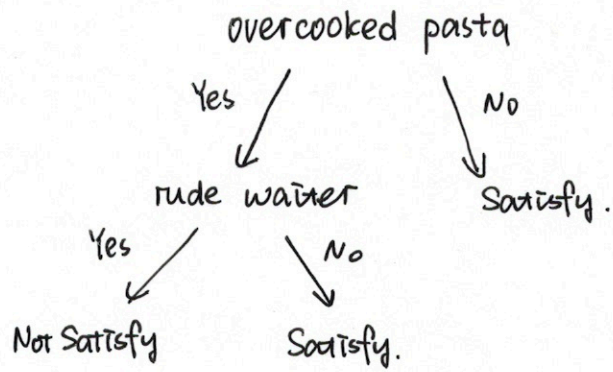 overcooked pasta
Yes
No
rude waiter
Satisfy.
Yes
No
Not Satisfy
Satisfy.